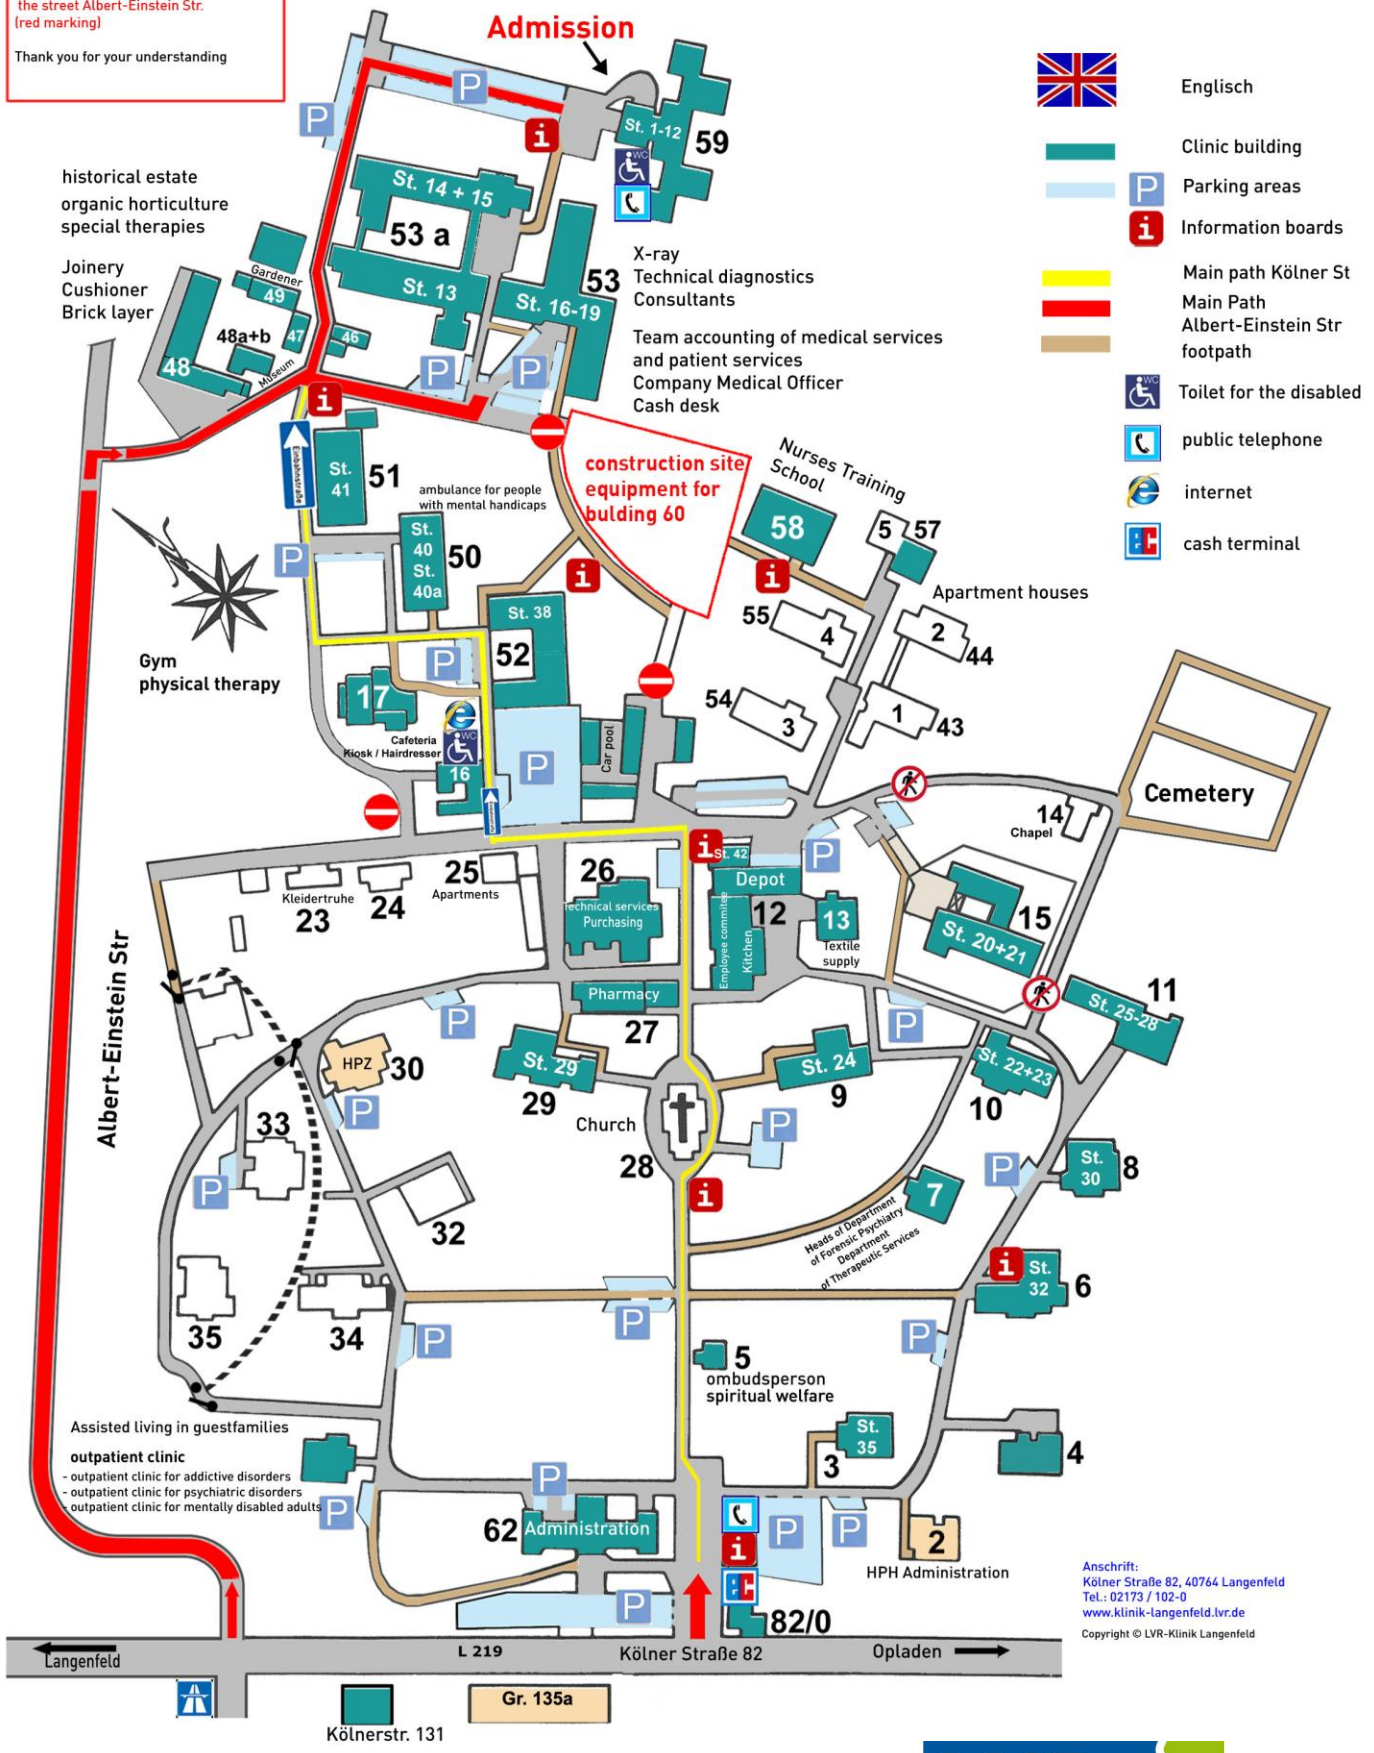 the street Albert-Einstein Str.
(red marking)
Thank you for your understanding
Admission
Englisch
Clinic building
P
Parking areas
i
Information boards
Main path Kölner St
Main Path
Albert-Einstein Str
footpath
WC
Toilet for the disabled
public telephone
e
internet
EC
cash terminal
P
P
i
St. 1-12
59
WC
St. 14 + 15
53 a
St. 13
historical estate
organic horticulture
special therapies
Joinery
Cushioner
Brick layer
Gardener
49
48a+b
47
46
48
Museum
53
St. 16-19
X-ray
Technical diagnostics
Consultants
Team accounting of medical services
and patient services
Company Medical Officer
Cash desk
P
P
i
Einbahnstraße
St.
41
51
ambulance for people
with mental handicaps
St.
40
St.
40a
50
construction site
equipment for
bulding 60
Nurses Training
School
58
5
57
Apartment houses
P
i
i
55
4
2
44
St. 38
52
Gym
physical therapy
P
17
54
3
1
43
e
WC
Cafeteria
Kiosk / Hairdresser
16
P
Car pool
Cemetery
14
Chapel
i
St. 42
P
Depot
12
Employee commitee
Kitchen
13
Textile
supply
15
St. 20+21
25
Apartments
26
Technical services
Purchasing
Kleidertruhe
23
24
Albert-Einstein Str
Pharmacy
27
P
P
11
St. 25-28
HPZ
30
St. 29
29
St. 24
9
St. 22+23
10
P
33
P
Church
28
P
i
P
St.
30
8
7
Heads of Department
of Forensic Psychiatry
Department
of Therapeutic Services
32
i
St.
32
6
35
34
P
P
P
5
ombudsperson
spiritual welfare
Assisted living in guestfamilies
outpatient clinic
- outpatient clinic for addictive disorders
- outpatient clinic for psychiatric disorders
- outpatient clinic for mentally disabled adults
St.
35
3
4
P
P
62
Administration
i
P
P
2
HPH Administration
EC
P
82/0
Anschrift:
Kölner Straße 82, 40764 Langenfeld
Tel.: 02173 / 102-0
www.klinik-langenfeld.lvr.de
Copyright © LVR-Klinik Langenfeld
Langenfeld
L 219
Kölner Straße 82
Opladen
Gr. 135a
Kölnerstr. 131